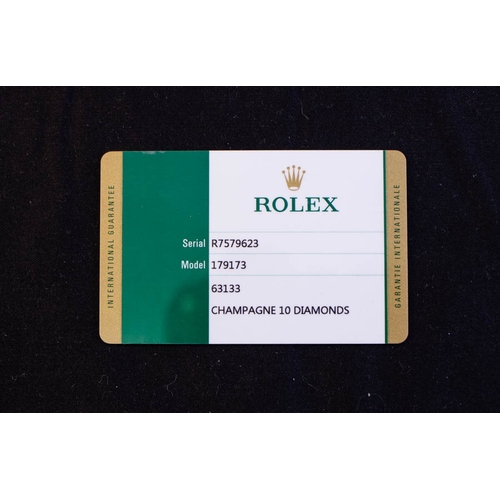 INTERNATIONAL GUARANTEE
ROLEX
Serial R7579623
Model 179173
63133
CHAMPAGNE 10 DIAMONDS
GARANTIE INTERNATIONALE